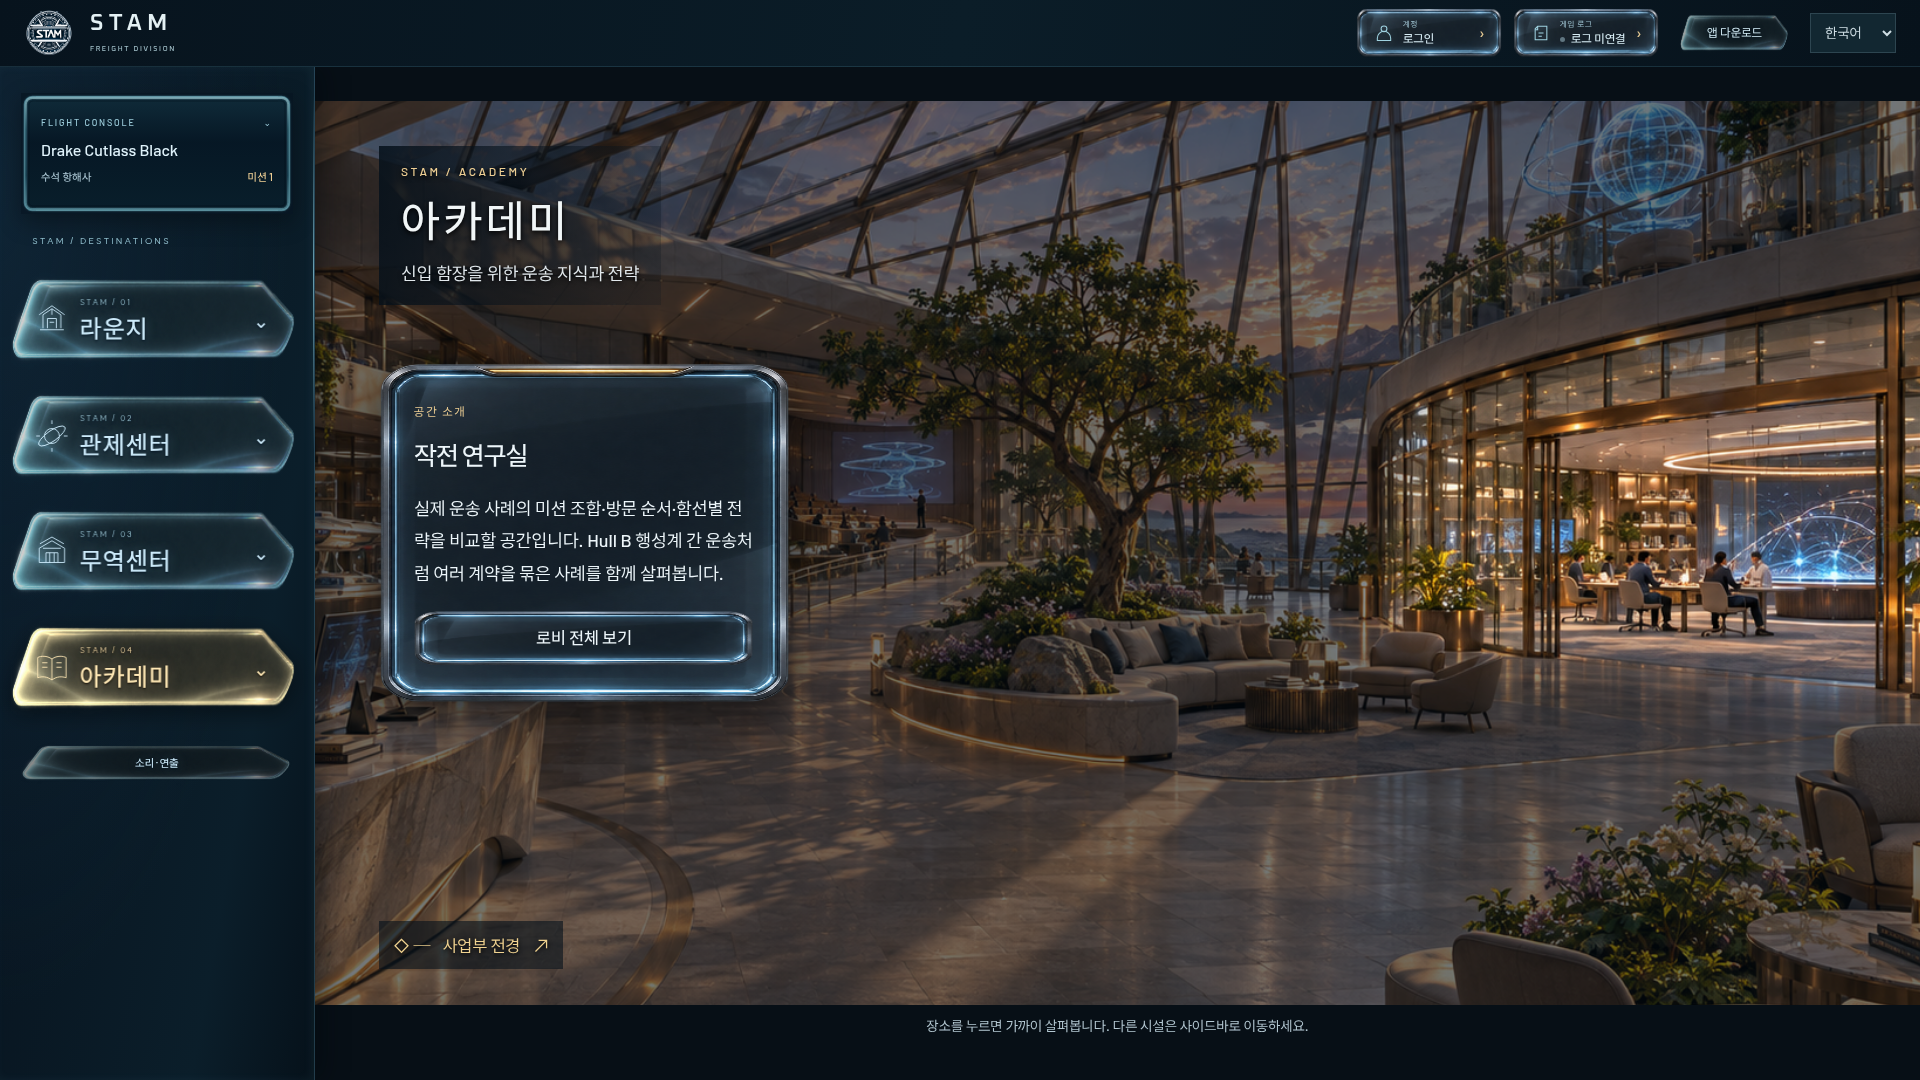 STAM
STAM
FREIGHT DIVISION
계정
로그인
게임 로그
로그 미연결
앱 다운로드
한국어
FLIGHT CONSOLE
Drake Cutlass Black
수석 항해사
미션 1
STAM / DESTINATIONS
STAM / 01
라운지
STAM / 02
관제센터
STAM / 03
무역센터
STAM / 04
아카데미
소리·연출
STAM / ACADEMY
아카데미
신입 함장을 위한 운송 지식과 전략
공간 소개
작전 연구실
실제 운송 사례의 미션 조합·방문 순서·함선별 전
략을 비교할 공간입니다. Hull B 행성계 간 운송처
럼 여러 계약을 묶은 사례를 함께 살펴봅니다.
로비 전체 보기
사업부 전경
장소를 누르면 가까이 살펴봅니다. 다른 시설은 사이드바로 이동하세요.